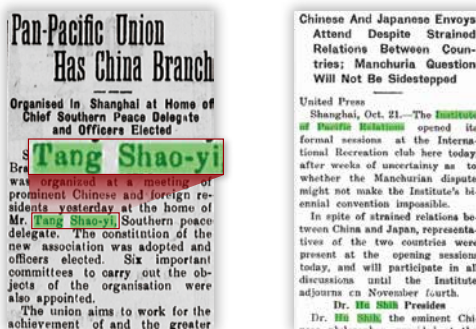 Pan-Pacific Union
Has China Branch
Organised In Shanghai at Home of
Chief Southern Peace Delegate
and Officers Elected
Tang Shao-yi
S
Bra
was organized at a meeting of
prominent Chinese and foreign re-
sidents yesterday at the home of
Mr. Tang Shao-yi, Southern peace
delegate. The constitution of the
new association was adopted and
officers elected. Six important
committees to carry out the ob-
jects of the organisation were
also appointed.
The union aims to work for the
achievement of and the greater
Chinese And Japanese Envoys
Attend Despite Strained
Relations Between Coun-
tries; Manchuria Question
Will Not Be Sidestepped
United Press
Shanghai, Oct. 21.—The Institute
of Pacific Relations opened its
formal sessions at the Interna-
tional Recreation club here today
after weeks of uncertainty as to
whether the Manchurian dispute
might not make the Institute's bi-
ennial convention impossible.
In spite of strained relations be-
tween China and Japan, representa-
tives of the two countries were
present at the opening session
today, and will participate in all
discussions until the Institute
adjourns on November fourth.
Dr. Hu Shih Presides
Dr. Hu Shih, the eminent Chi-